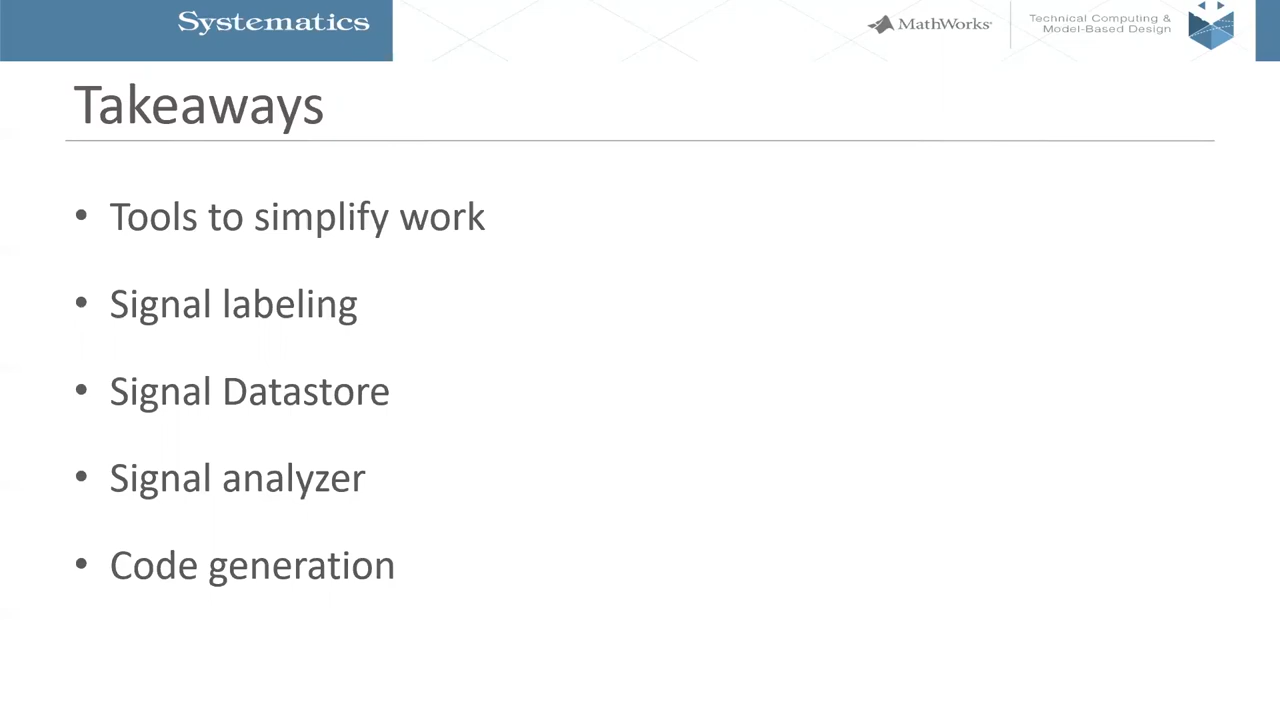 Systematics
MathWorks
Technical Computing &
Model-Based Design
Takeaways
• Tools to simplify work
• Signal labeling
• Signal Datastore
• Signal analyzer
• Code generation